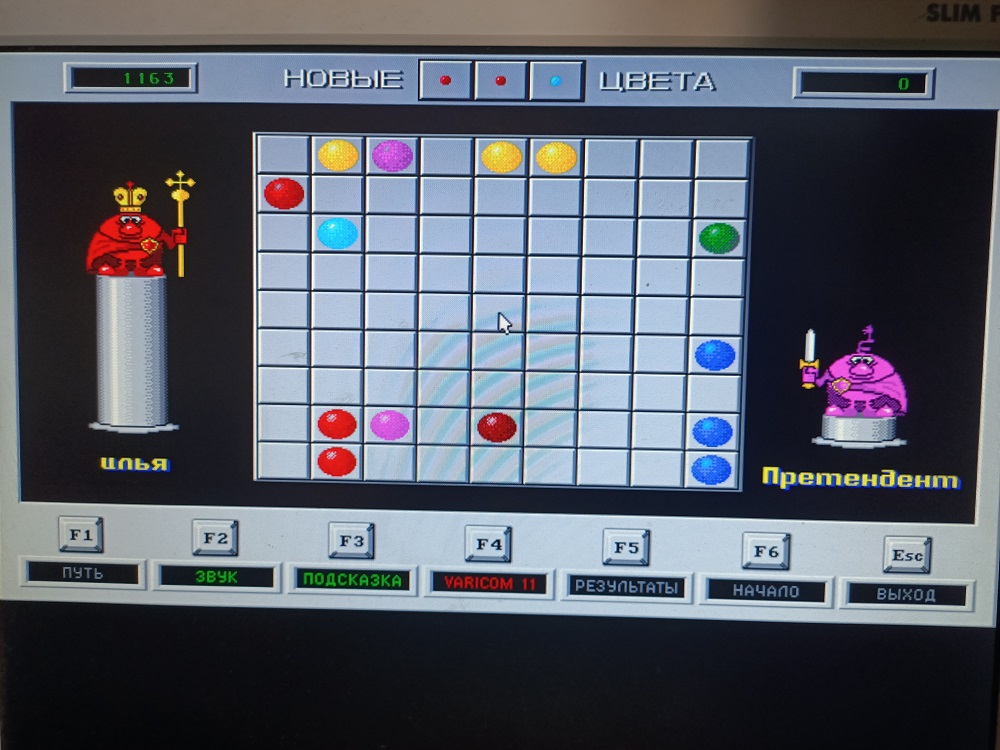 SLIM
1163 НОВЫЕ ЦВЕТА 0
илья
Претендент
F1 F2 F3 F4 F5 F6 Esc
ПУТЬ ЗВУК ПОДСКАЗКА VARICOM 11 РЕЗУЛЬТАТЫ НАЧАЛО ВЫХОД